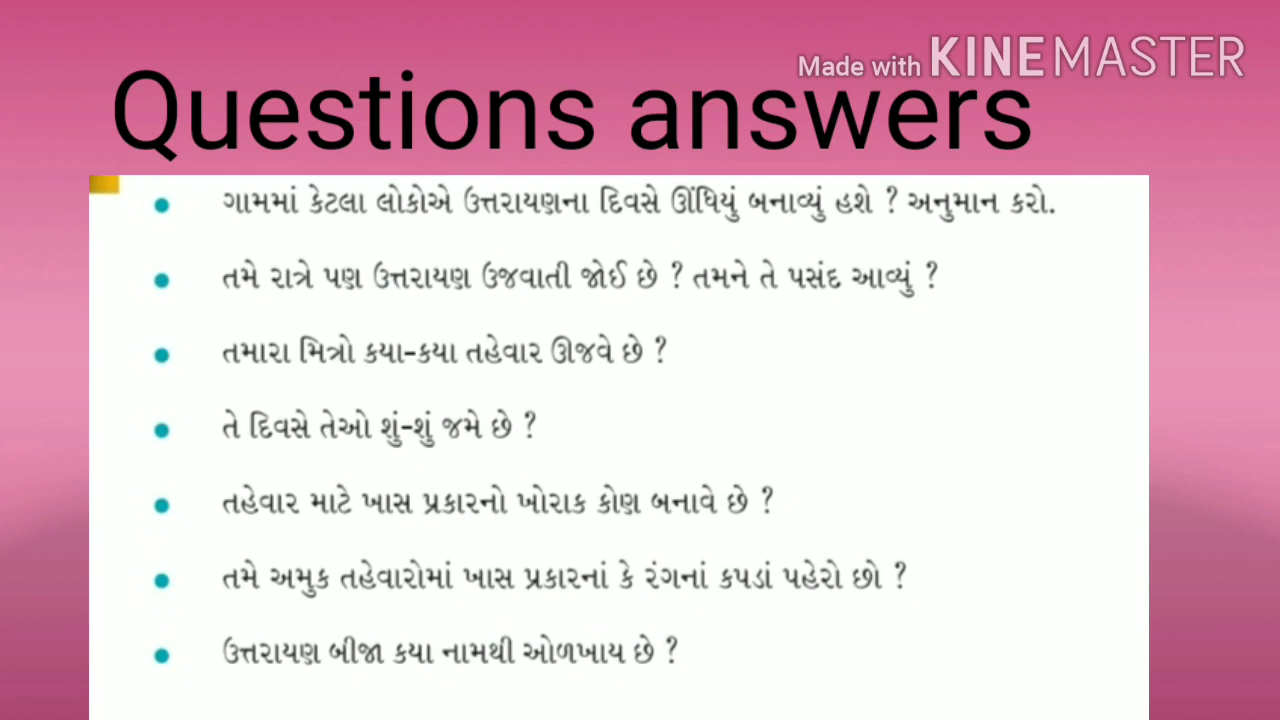 Made with KINEMASTER
Questions answers
ગામમાં કેટલા લોકોએ ઉત્તરાયણના દિવસે ઊંધિયું બનાવ્યું હશે ? અનુમાન કરો.
તમે રાત્રે પણ ઉત્તરાયણ ઉજવાતી જોઈ છે ? તમને તે પસંદ આવ્યું ?
તમારા મિત્રો કયા-કયા તહેવાર ઊજવે છે ?
તે દિવસે તેઓ શું-શું જમે છે ?
તહેવાર માટે ખાસ પ્રકારનો ખોરાક કોણ બનાવે છે ?
તમે અમુક તહેવારોમાં ખાસ પ્રકારનાં કે રંગનાં કપડાં પહેરો છો ?
ઉત્તરાયણ બીજા કયા નામથી ઓળખાય છે ?